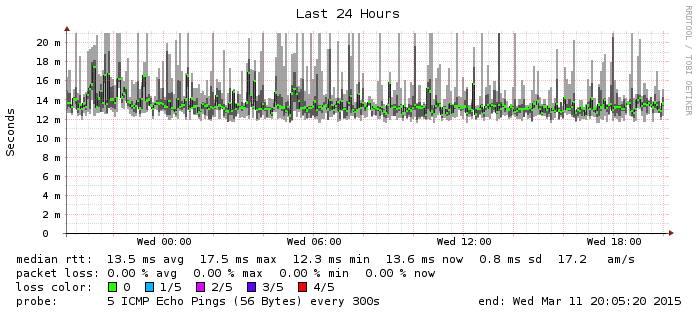 Last 24 Hours
RRDTOOL / TOBI OETIKER
Seconds
20 m
18 m
16 m
14 m
12 m
10 m
8 m
6 m
4 m
2 m
0
Wed 00:00 Wed 06:00 Wed 12:00 Wed 18:00
median rtt: 13.5 ms avg 17.5 ms max 12.3 ms min 13.6 ms now 0.8 ms sd 17.2 am/s
packet loss: 0.00 % avg 0.00 % max 0.00 % min 0.00 % now
loss color: 0 1/5 2/5 3/5 4/5
probe: 5 ICMP Echo Pings (56 Bytes) every 300s end: Wed Mar 11 20:05:20 2015